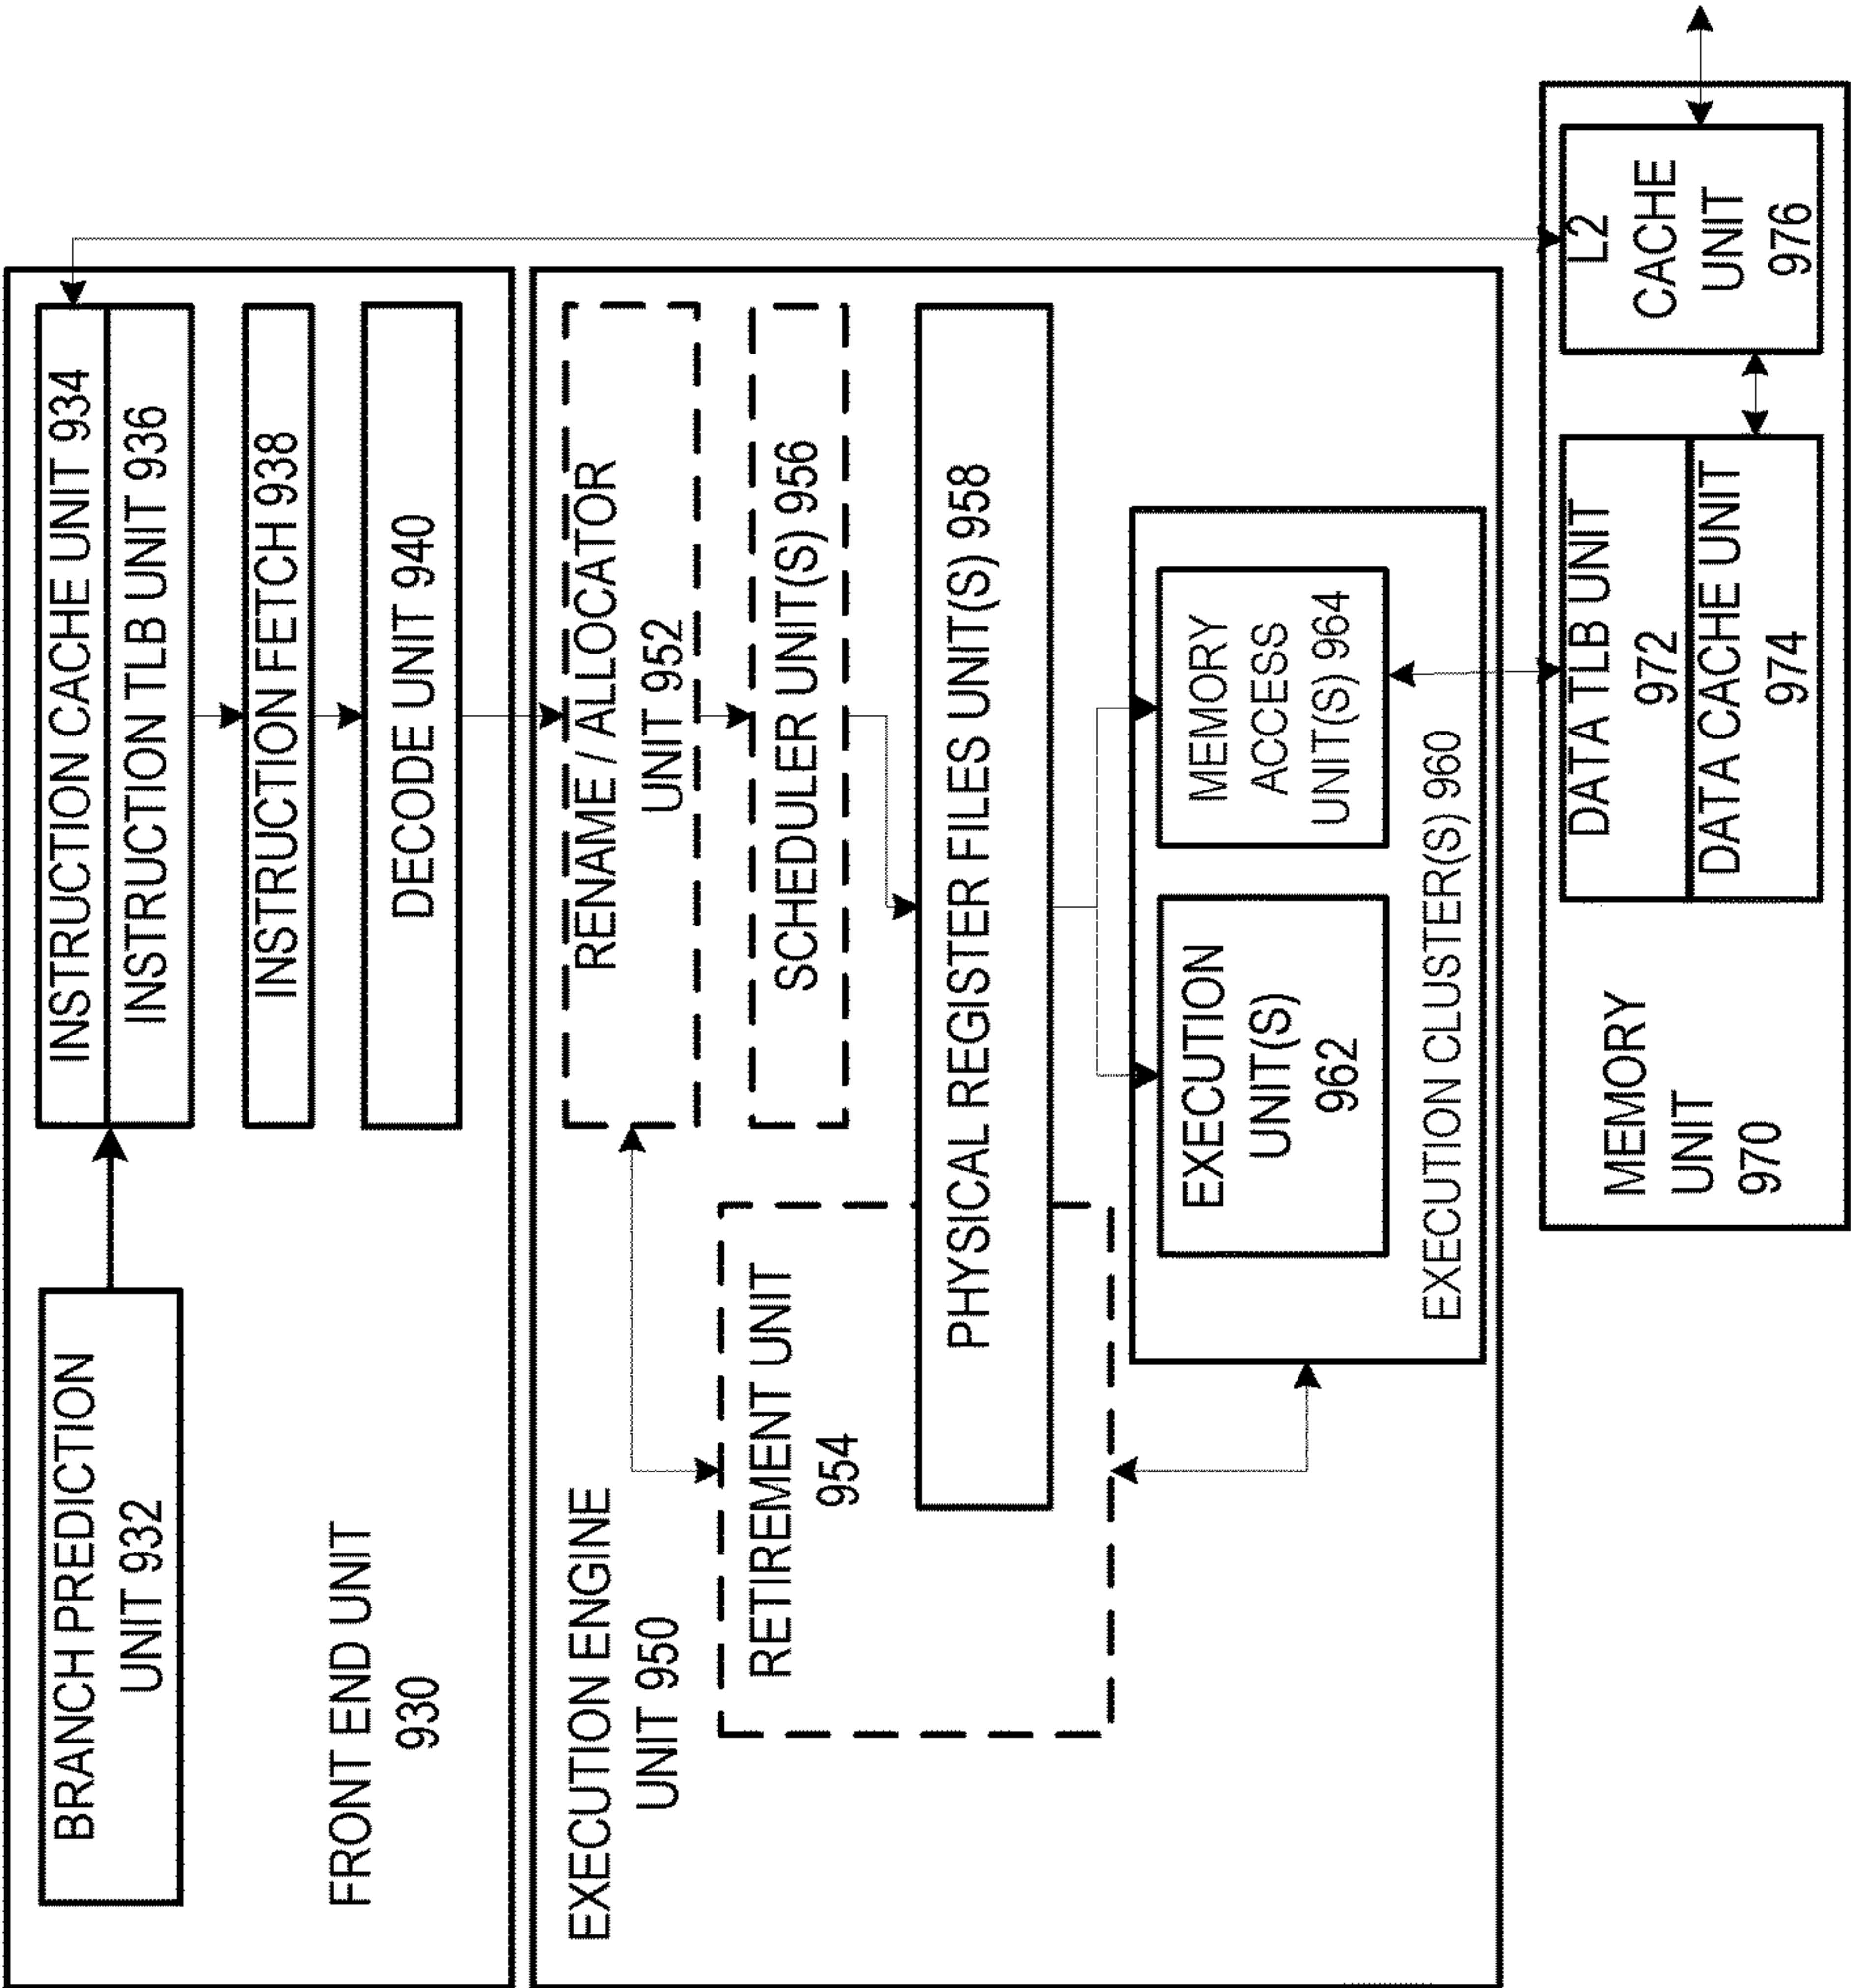 BRANCH PREDICTION
UNIT 932
INSTRUCTION CACHE UNIT 934
INSTRUCTION TLB UNIT 936
INSTRUCTION FETCH 938
FRONT END UNIT
930
DECODE UNIT 940
EXECUTION ENGINE
UNIT 950
RENAME / ALLOCATOR
UNIT 952
RETIREMENT UNIT
954
SCHEDULER UNIT(S) 956
PHYSICAL REGISTER FILES UNIT(S) 958
EXECUTION
UNIT(S)
962
MEMORY
ACCESS
UNIT(S) 964
EXECUTION CLUSTER(S) 960
MEMORY
UNIT
970
DATA TLB UNIT
972
DATA CACHE UNIT
974
L2
CACHE
UNIT
976